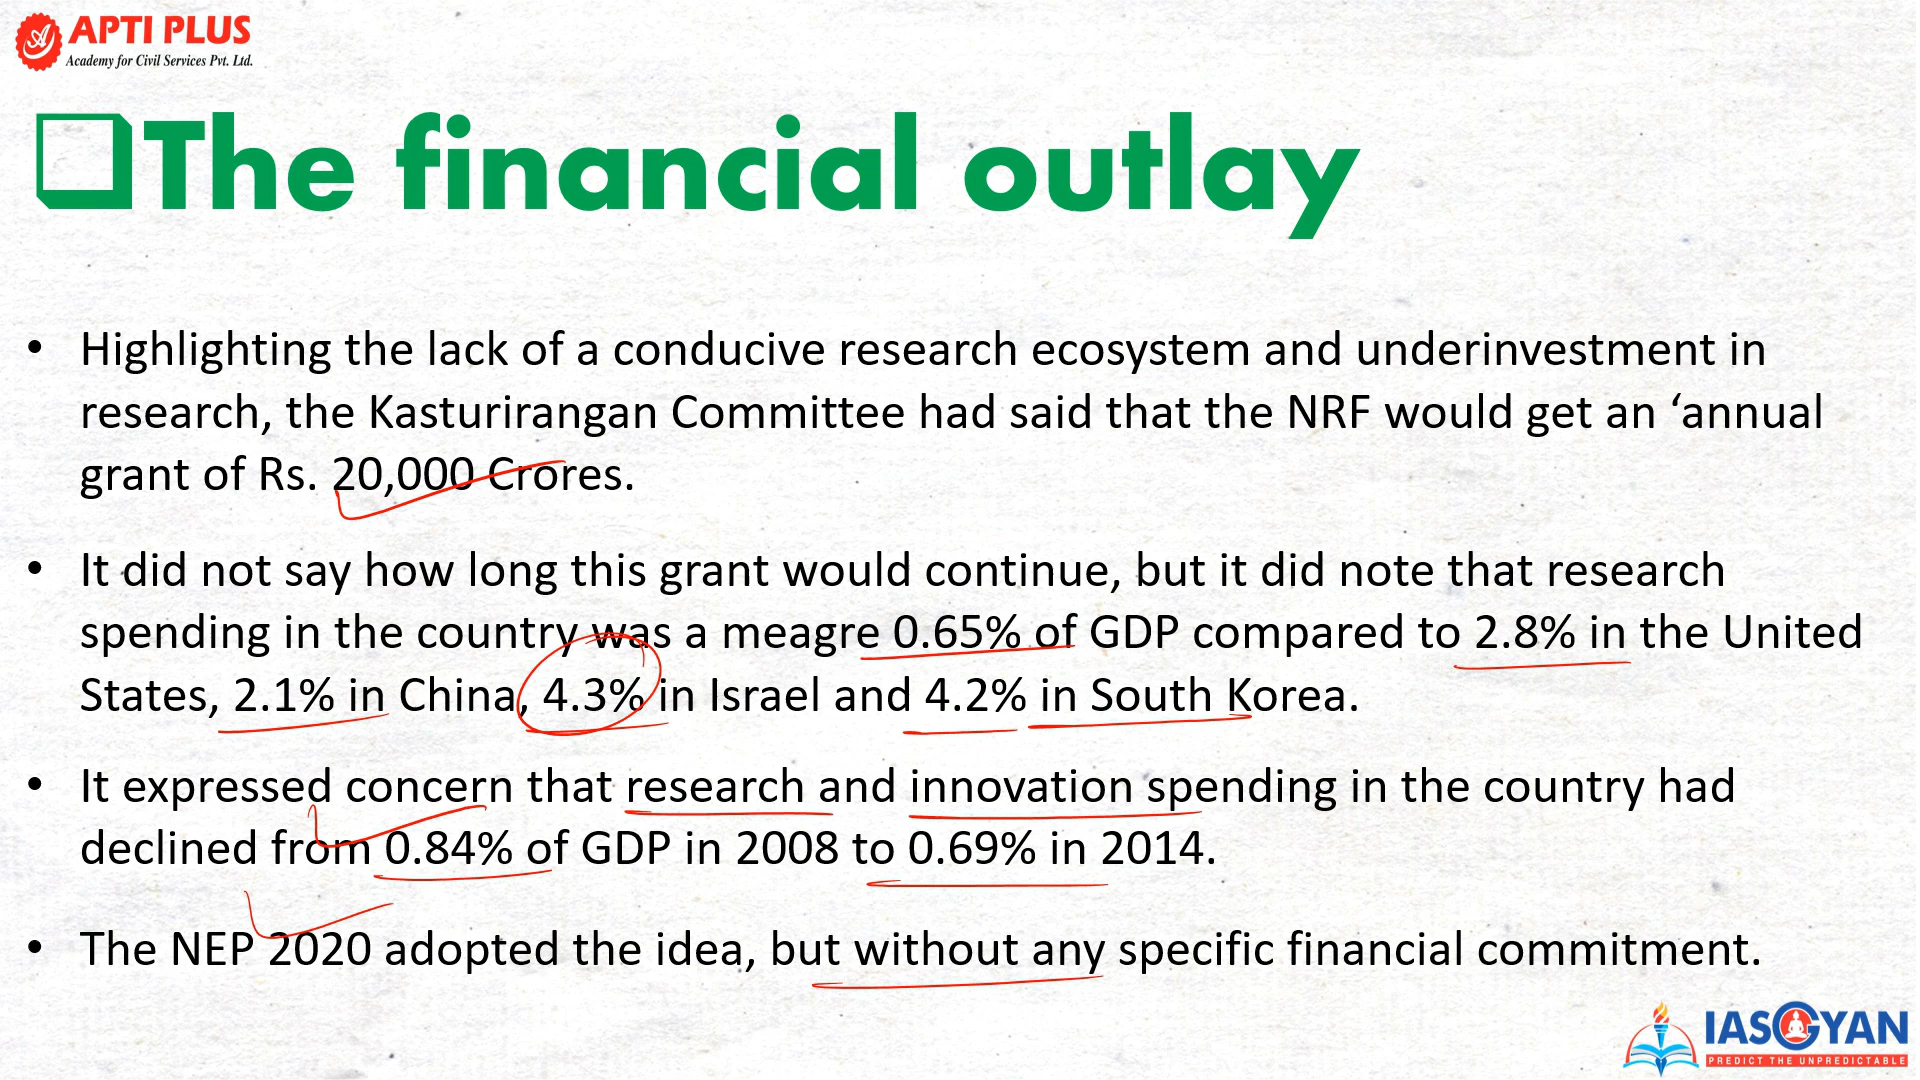 APTI PLUS
Academy for Civil Services Pvt. Ltd.
The financial outlay
• Highlighting the lack of a conducive research ecosystem and underinvestment in
research, the Kasturirangan Committee had said that the NRF would get an ‘annual
grant of Rs. 20,000 Crores.
• It did not say how long this grant would continue, but it did note that research
spending in the country was a meagre 0.65% of GDP compared to 2.8% in the United
States, 2.1% in China, 4.3% in Israel and 4.2% in South Korea.
• It expressed concern that research and innovation spending in the country had
declined from 0.84% of GDP in 2008 to 0.69% in 2014.
• The NEP 2020 adopted the idea, but without any specific financial commitment.
IASGYAN
PREDICT THE UNPREDICTABLE